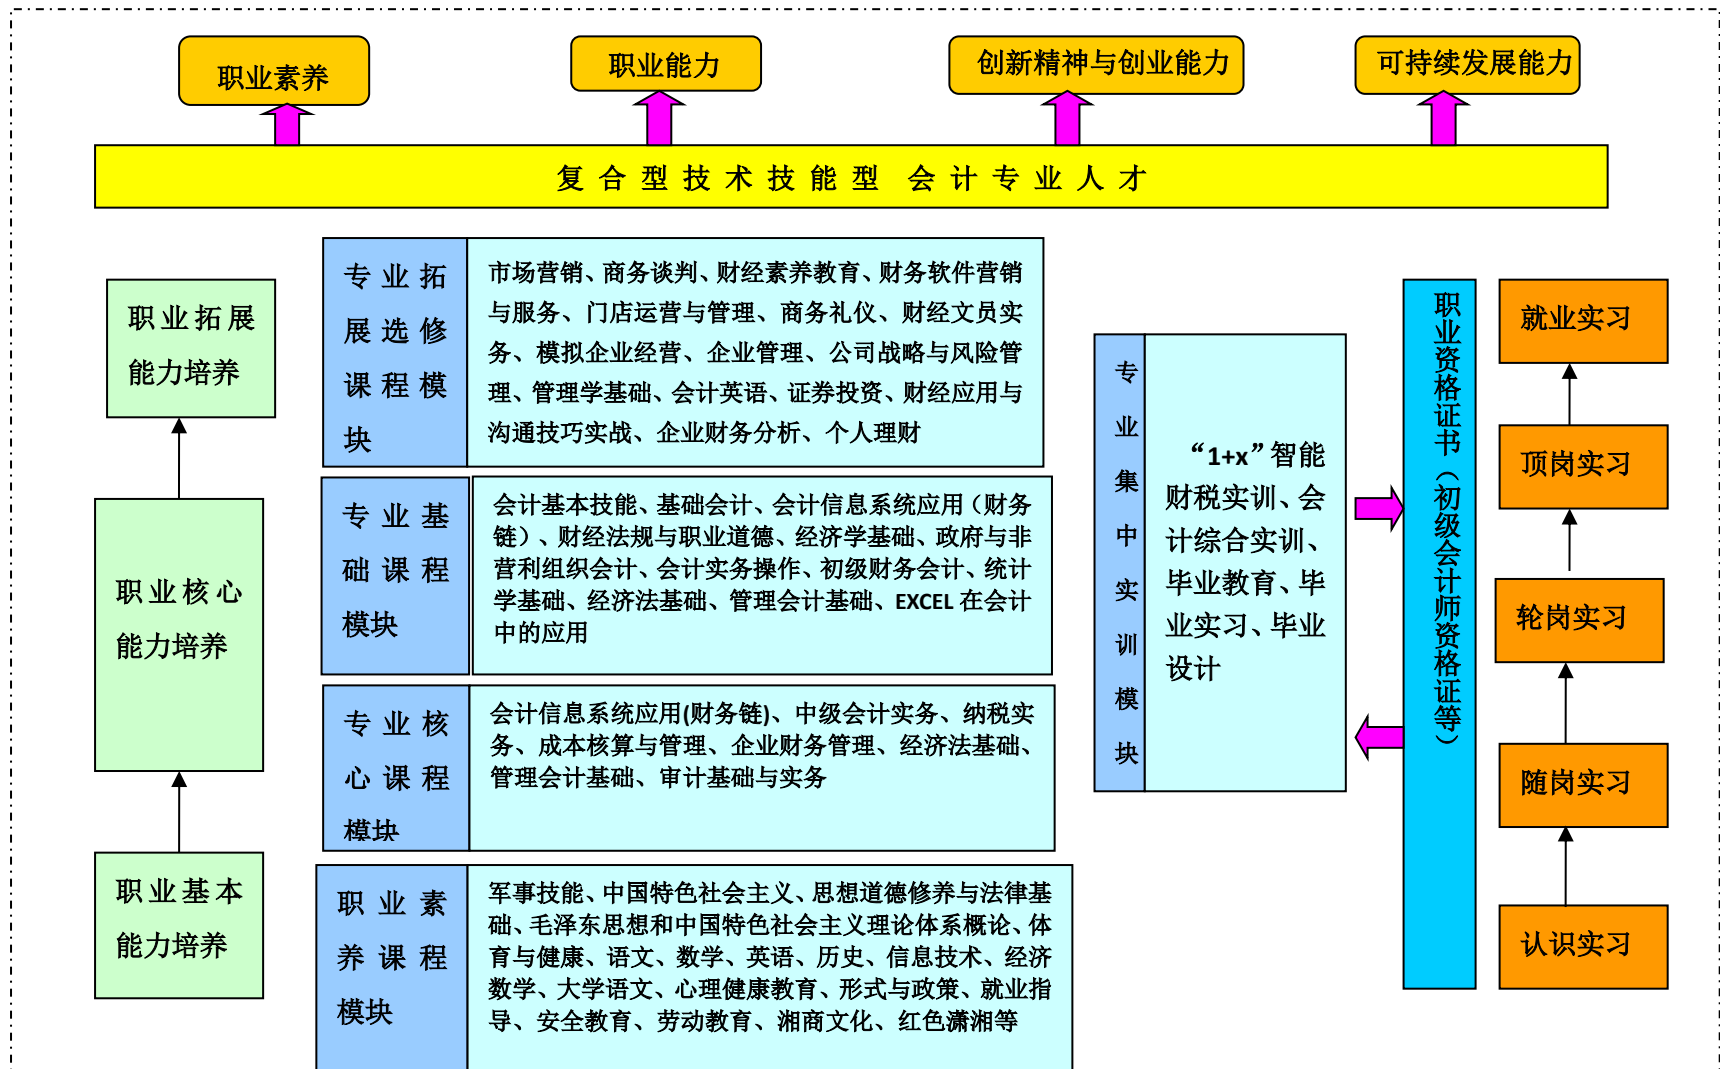 职业素养
职业能力
创新精神与创业能力
可持续发展能力
复合型技术技能型 会计专业人才
职业拓展
能力培养
职业核心
能力培养
职业基本
能力培养
专业拓
展选修
课程模
块
市场营销、商务谈判、财经素养教育、财务软件营销
与服务、门店运营与管理、商务礼仪、财经文员实
务、模拟企业经营、企业管理、公司战略与风险管
理、管理学基础、会计英语、证券投资、财经应用与
沟通技巧实战、企业财务分析、个人理财
专业基
础课程
模块
会计基本技能、基础会计、会计信息系统应用（财务
链）、财经法规与职业道德、经济学基础、政府与非
营利组织会计、会计实务操作、初级财务会计、统计
学基础、经济法基础、管理会计基础、EXCEL 在会计
中的应用
专业核
心课程
模块
会计信息系统应用(财务链)、中级会计实务、纳税实
务、成本核算与管理、企业财务管理、经济法基础、
管理会计基础、审计基础与实务
职业素
养课程
模块
军事技能、中国特色社会主义、思想道德修养与法律基
础、毛泽东思想和中国特色社会主义理论体系概论、体
育与健康、语文、数学、英语、历史、信息技术、经济
数学、大学语文、心理健康教育、形式与政策、就业指
导、安全教育、劳动教育、湘商文化、红色潇湘等
专业集中实训模块
“1+x”智能
财税实训、会
计综合实训、
毕业教育、毕
业实习、毕业
设计
职业资格证书（初级会计师资格证等）
就业实习
顶岗实习
轮岗实习
随岗实习
认识实习